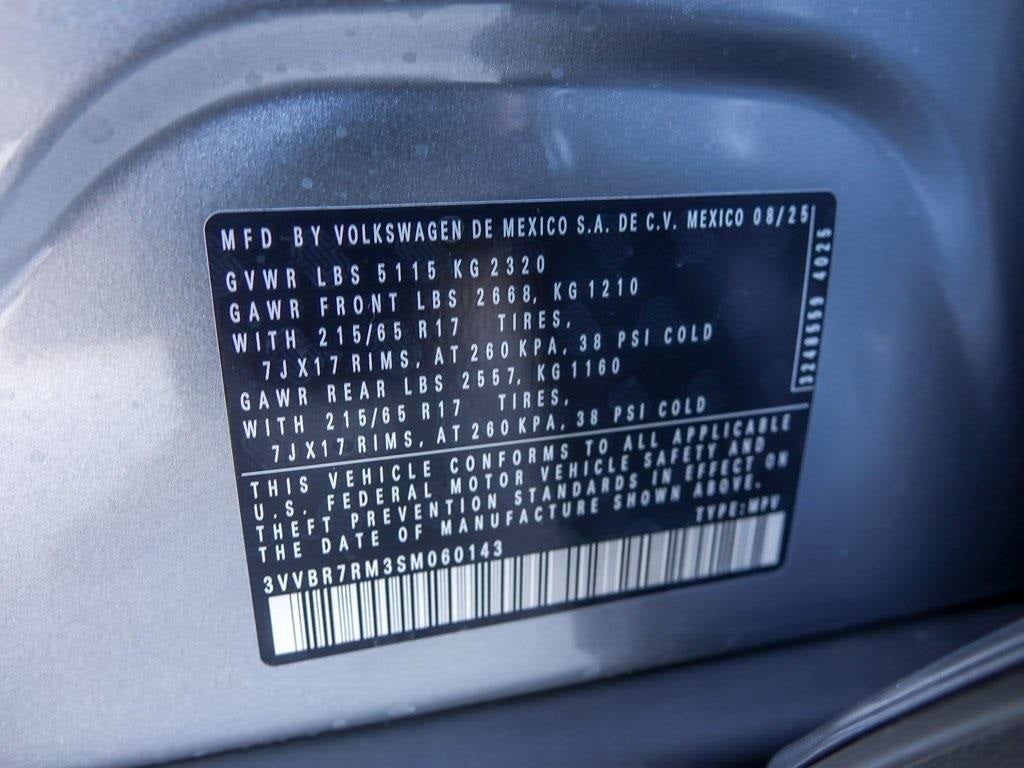 MFD BY VOLKSWAGEN DE MEXICO S.A. DE C.V. MEXICO 08/25
GVWR LBS 5115 KG 2320
GAWR FRONT LBS 2668, KG 1210
WITH 215/65 R17 TIRES,
7JX17 RIMS, AT 260 KPA, 38 PSI COLD
GAWR REAR LBS 2557, KG 1160
WITH 215/65 R17 TIRES,
7JX17 RIMS, AT 260 KPA, 38 PSI COLD
THIS VEHICLE CONFORMS TO ALL APPLICABLE
U.S. FEDERAL MOTOR VEHICLE SAFETY AND
THEFT PREVENTION STANDARDS IN EFFECT ON
THE DATE OF MANUFACTURE SHOWN ABOVE.
TYPE:MPV
3VVBR7RM3SM060143
3248559 4025